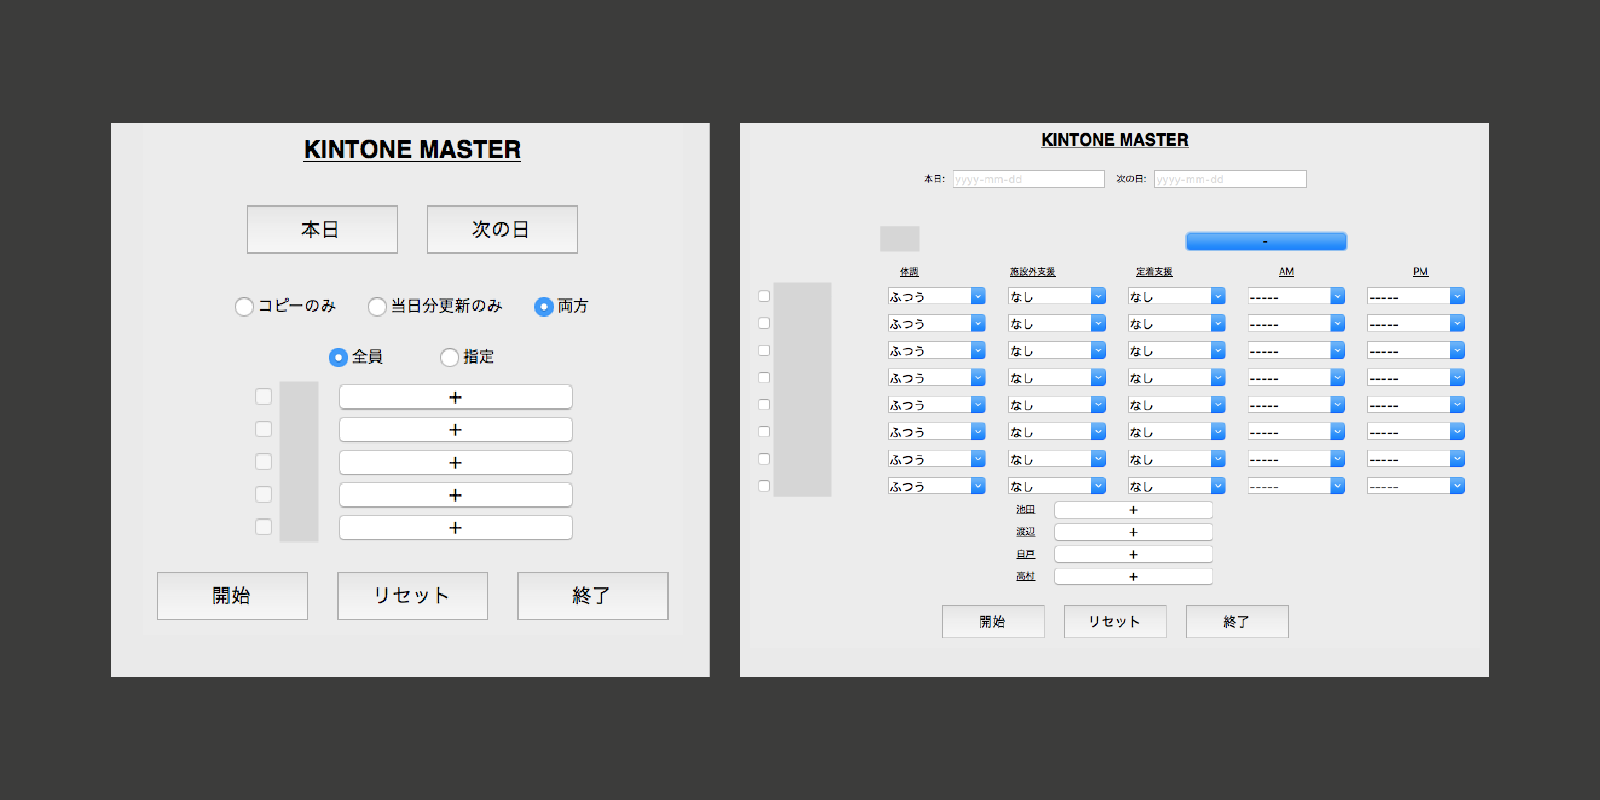 KINTONE MASTER
本日 次の日
コピーのみ 当日分更新のみ 両方
全員 指定
+
+
+
+
+
開始 リセット 終了
KINTONE MASTER
本日: yyyy-mm-dd 次の日: yyyy-mm-dd
-
体調 施設外支援 定着支援 AM PM
ふつう なし なし ----- -----
ふつう なし なし ----- -----
ふつう なし なし ----- -----
ふつう なし なし ----- -----
ふつう なし なし ----- -----
ふつう なし なし ----- -----
ふつう なし なし ----- -----
ふつう なし なし ----- -----
池田 +
渡辺 +
白戸 +
高村 +
開始 リセット 終了